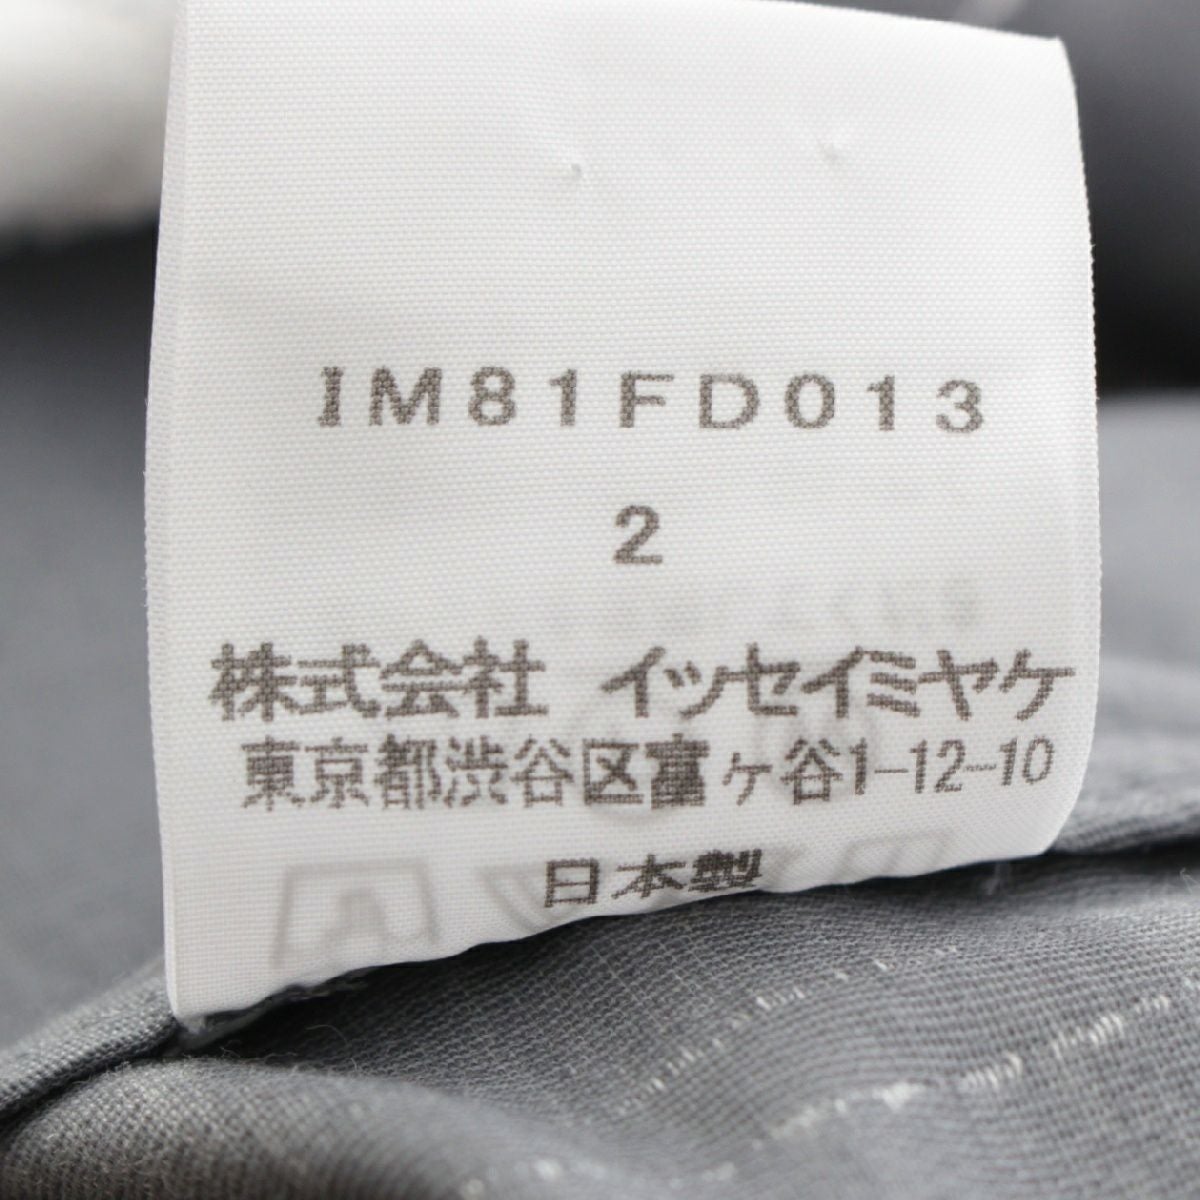 IM81FD013
2
株式会社 イッセイミヤケ
東京都渋谷区富ヶ谷1-12-10
日本製